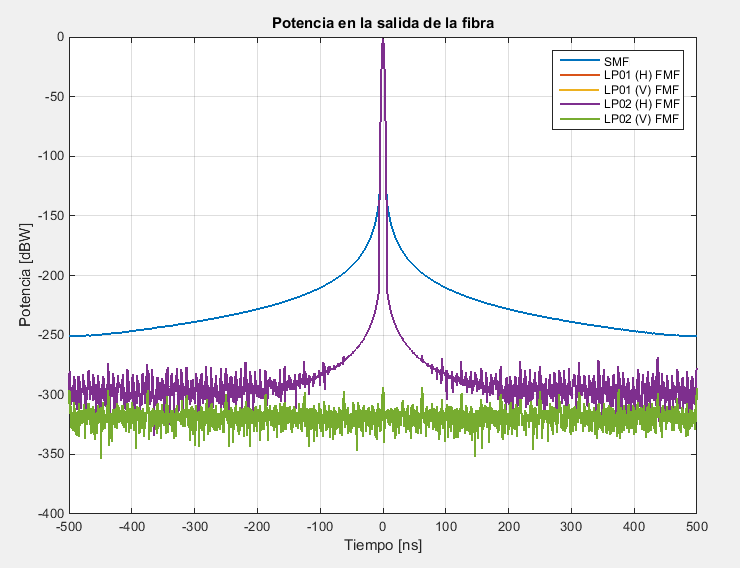 Potencia en la salida de la fibra
0
-50
-100
-150
-200
-250
-300
-350
-400
Potencia [dBW]
SMF
LP01 (H) FMF
LP01 (V) FMF
LP02 (H) FMF
LP02 (V) FMF
-500 -400 -300 -200 -100 0 100 200 300 400 500
Tiempo [ns]